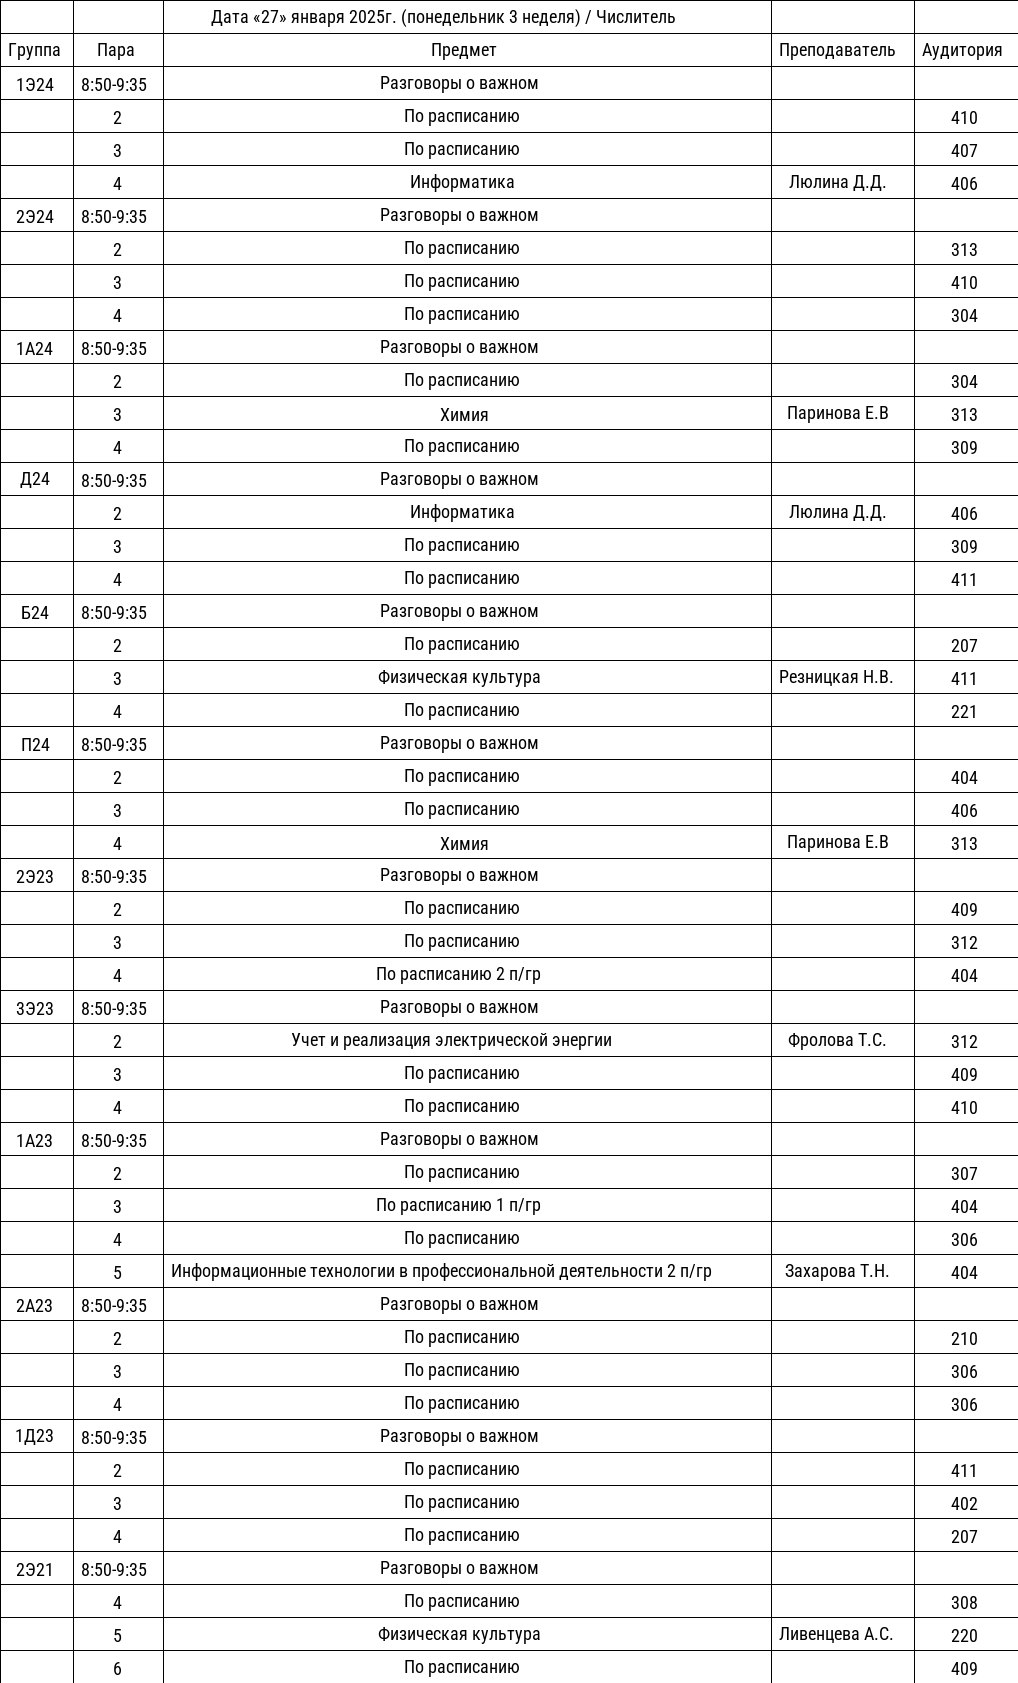 Дата «27» января 2025г. (понедельник 3 неделя) / Числитель
Группа Пара Предмет Преподаватель Аудитория
1Э24 8:50-9:35 Разговоры о важном
2 По расписанию 410
3 По расписанию 407
4 Информатика Люлина Д.Д. 406
2Э24 8:50-9:35 Разговоры о важном
2 По расписанию 313
3 По расписанию 410
4 По расписанию 304
1А24 8:50-9:35 Разговоры о важном
2 По расписанию 304
3 Химия Паринова Е.В 313
4 По расписанию 309
Д24 8:50-9:35 Разговоры о важном
2 Информатика Люлина Д.Д. 406
3 По расписанию 309
4 По расписанию 411
Б24 8:50-9:35 Разговоры о важном
2 По расписанию 207
3 Физическая культура Резницкая Н.В. 411
4 По расписанию 221
П24 8:50-9:35 Разговоры о важном
2 По расписанию 404
3 По расписанию 406
4 Химия Паринова Е.В 313
2Э23 8:50-9:35 Разговоры о важном
2 По расписанию 409
3 По расписанию 312
4 По расписанию 2 п/гр 404
3Э23 8:50-9:35 Разговоры о важном
2 Учет и реализация электрической энергии Фролова Т.С. 312
3 По расписанию 409
4 По расписанию 410
1А23 8:50-9:35 Разговоры о важном
2 По расписанию 307
3 По расписанию 1 п/гр 404
4 По расписанию 306
5 Информационные технологии в профессиональной деятельности 2 п/гр Захарова Т.Н. 404
2А23 8:50-9:35 Разговоры о важном
2 По расписанию 210
3 По расписанию 306
4 По расписанию 306
1Д23 8:50-9:35 Разговоры о важном
2 По расписанию 411
3 По расписанию 402
4 По расписанию 207
2Э21 8:50-9:35 Разговоры о важном
4 По расписанию 308
5 Физическая культура Ливенцева А.С. 220
6 По расписанию 409